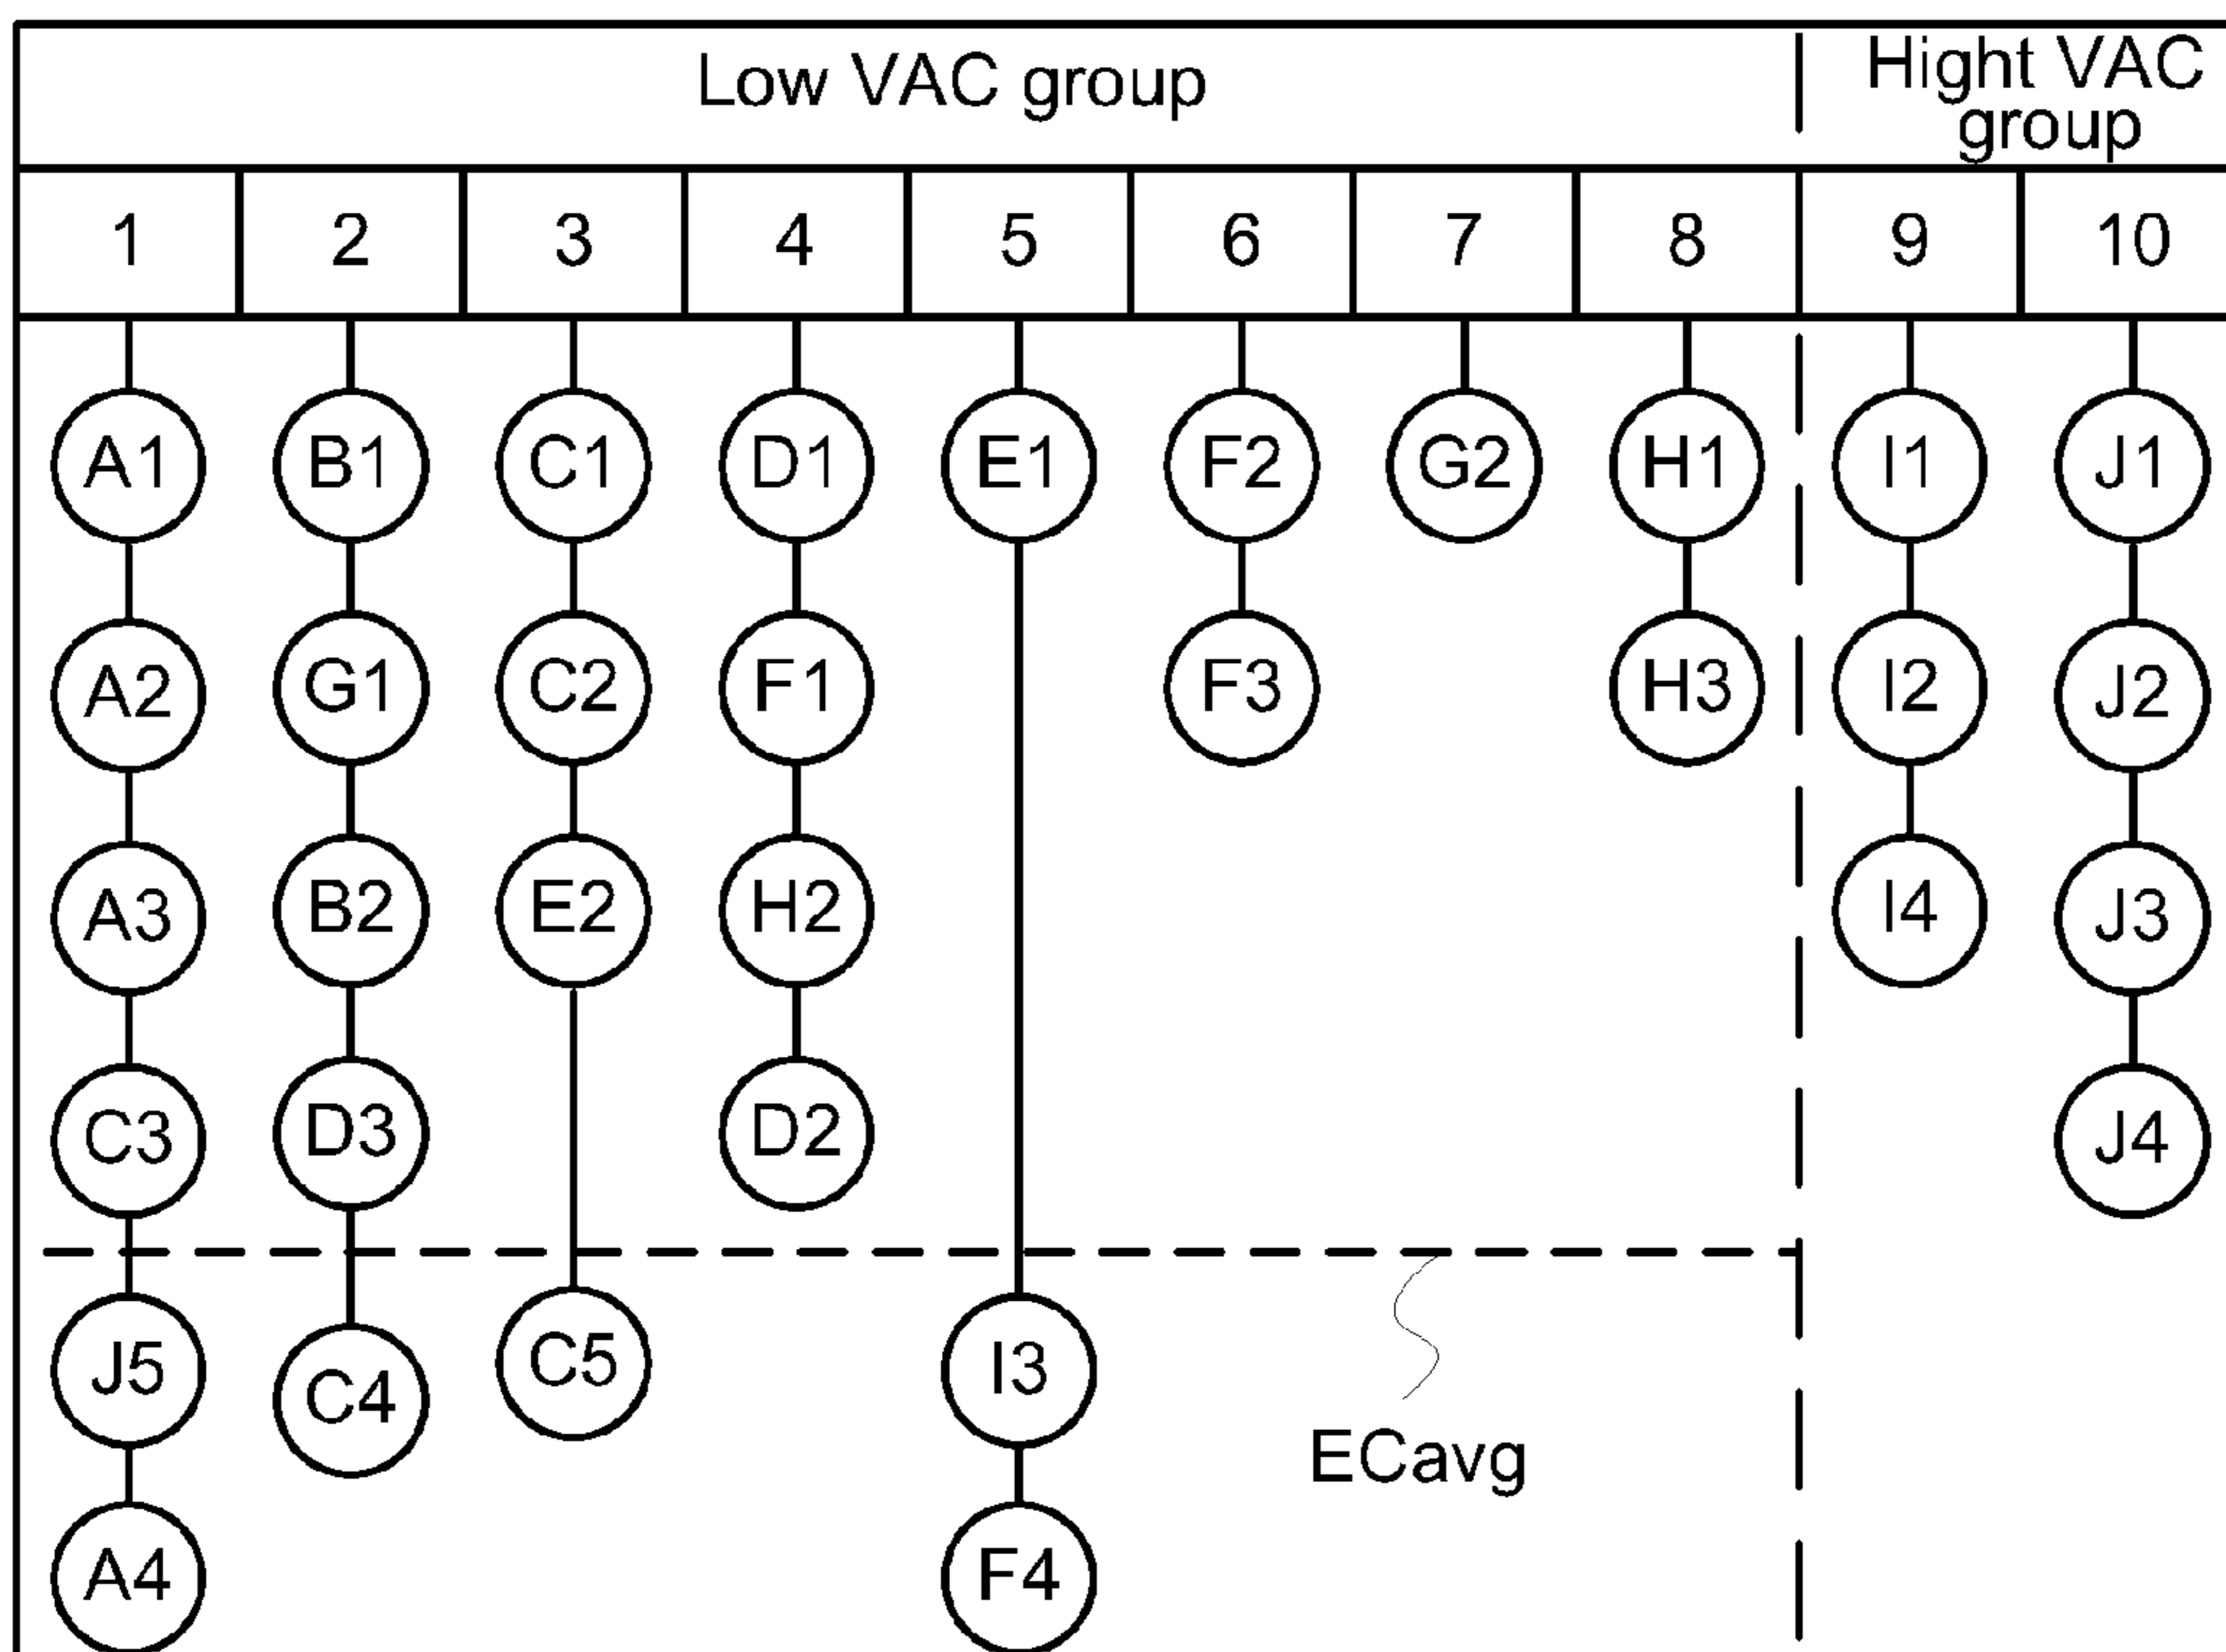 Low VAC group
Hight VAC
group
1 2 3 4 5 6 7 8 9 10
A1 B1 C1 D1 E1 F2 G2 H1 I1 J1
A2 G1 C2 F1 F3 H3 I2 J2
A3 B2 E2 H2 I4 J3
C3 D3 D2 J4
J5 C4 C5 I3
ECavg
A4 F4